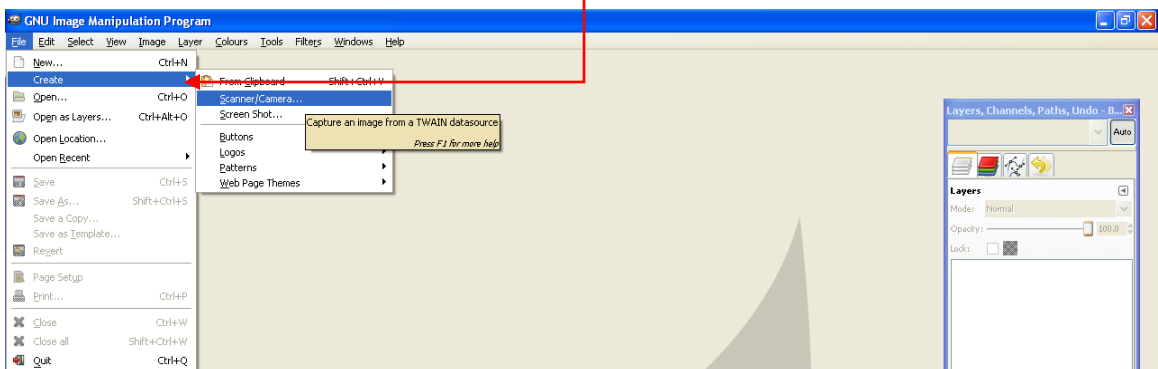 GNU Image Manipulation Program
File Edit Select View Image Layer Colours Tools Filters Windows Help
New... Ctrl+N
Create
Open... Ctrl+O
Open as Layers... Ctrl+Alt+O
Open Location...
Open Recent
Save Ctrl+S
Save As... Shift+Ctrl+S
Save a Copy...
Save as Template...
Revert
Page Setup
Print... Ctrl+P
Close Ctrl+W
Close all Shift+Ctrl+W
Quit Ctrl+Q
From Clipboard Shift+Ctrl+V
Scanner/Camera...
Screen Shot...
Buttons
Logos
Patterns
Web Page Themes
Capture an image from a TWAIN datasource
Press F1 for more help
Layers, Channels, Paths, Undo - B...
Auto
Layers
Mode: Normal
Opacity: 100.0
Lock: